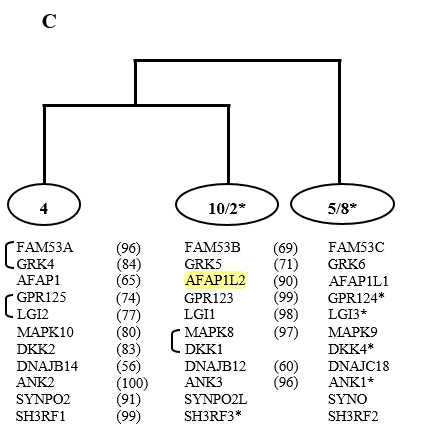 C
4 10/2* 5/8*
FAM53A (96) FAM53B (69) FAM53C
GRK4 (84) GRK5 (71) GRK6
AFAP1 (65) AFAP1L2 (90) AFAP1L1
GPR125 (74) GPR123 (99) GPR124*
LGI2 (77) LGI1 (98) LGI3*
MAPK10 (80) MAPK8 (97) MAPK9
DKK2 (83) DKK1 DKK4*
DNAJB14 (56) DNAJB12 (60) DNAJC18
ANK2 (100) ANK3 (96) ANK1*
SYNPO2 (91) SYNPO2L SYNO
SH3RF1 (99) SH3RF3* SH3RF2